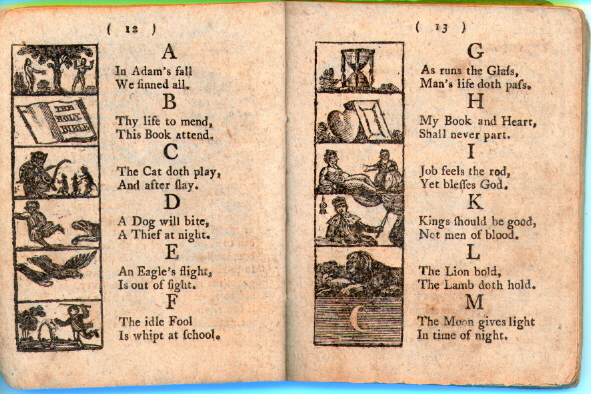 ( 12 )
A
In Adam's fall
We ſinned all.
THE
HOLY
BIBLE
B
Thy life to mend,
This Book attend.
C
The Cat doth play,
And after ſlay.
D
A Dog will bite,
A Thief at night.
E
An Eagle's flight,
Is out of ſight.
F
The idle Fool
Is whipt at ſchool.
( 13 )
G
As runs the Glaſs,
Man's life doth paſs.
H
My Book and Heart,
Shall never part.
I
Job feels the rod,
Yet bleſſes God.
K
Kings ſhould be good,
Not men of blood.
L
The Lion bold,
The Lamb doth hold.
M
The Moon gives light
In time of night.